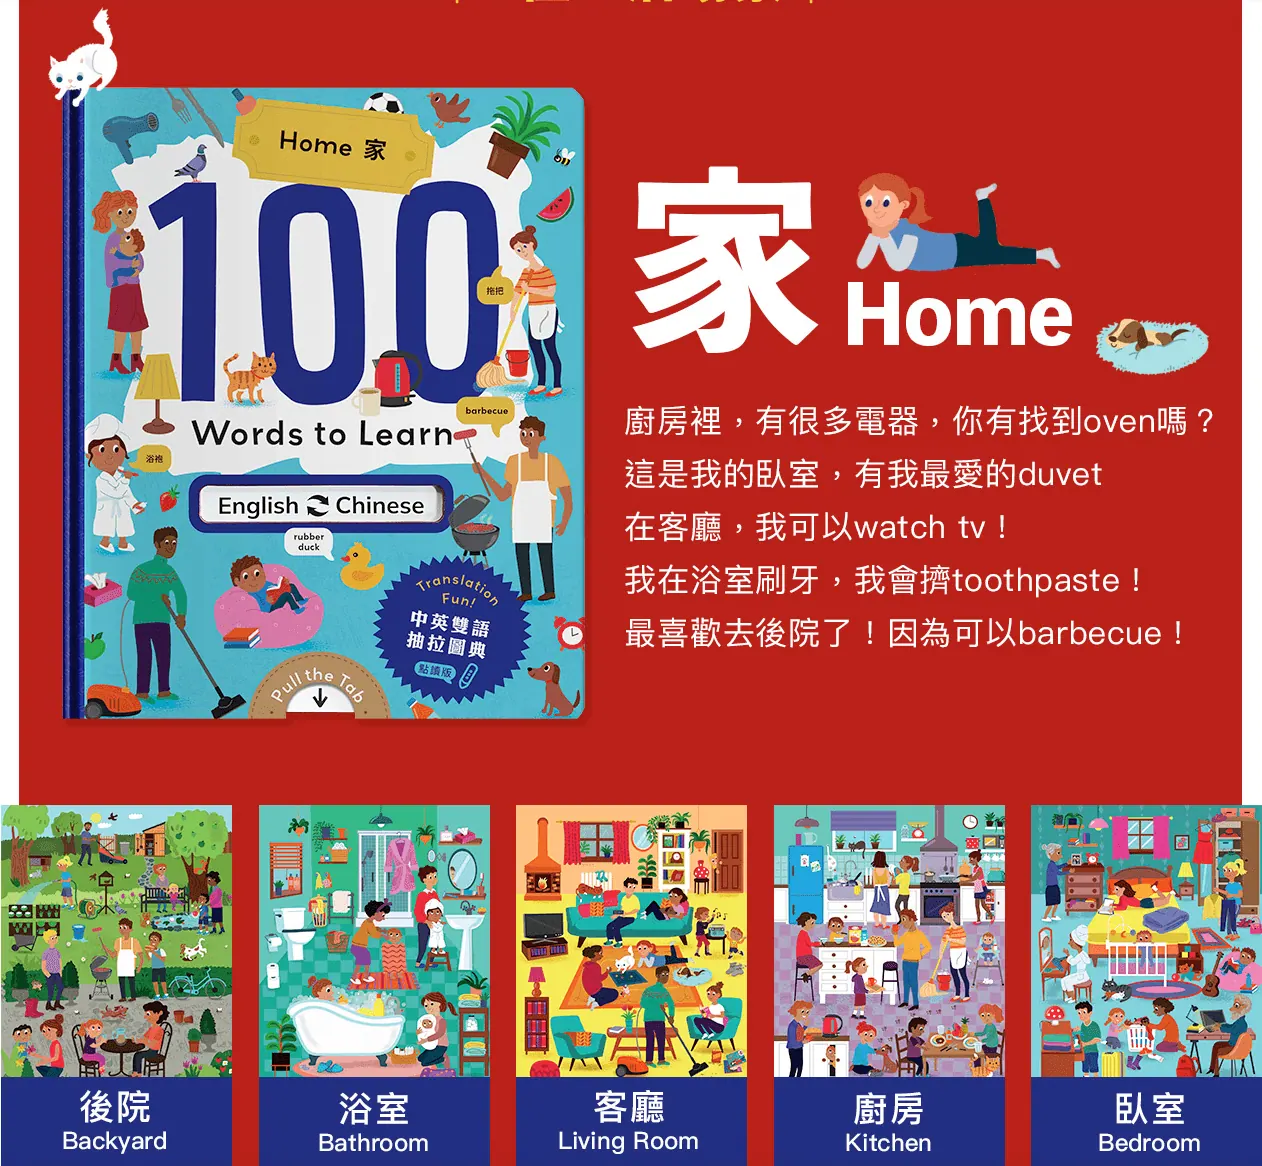 Home 家
100
拖把
barbecue
Words to Learn
浴袍
English Chinese
rubber
duck
Translation
Fun!
中英雙語
抽拉圖典
點讀版
Pull the Tab
家
Home
廚房裡，有很多電器，你有找到oven嗎？
這是我的臥室，有我最愛的duvet
在客廳，我可以watch tv！
我在浴室刷牙，我會擠toothpaste！
最喜歡去後院了！因為可以barbecue！
後院
Backyard
浴室
Bathroom
客廳
Living Room
廚房
Kitchen
臥室
Bedroom